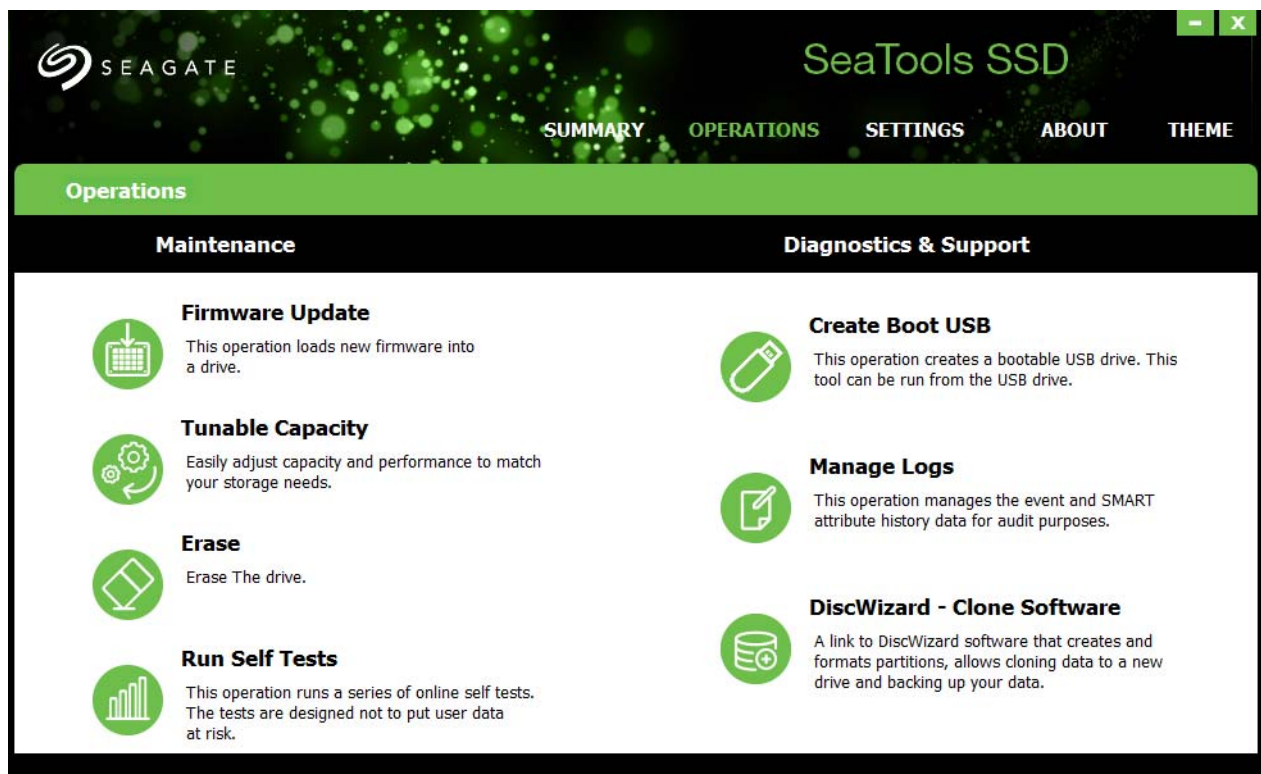 SEAGATE
SeaTools SSD
- X
SUMMARY OPERATIONS SETTINGS ABOUT THEME
Operations
Maintenance
Firmware Update
This operation loads new firmware into
a drive.
Tunable Capacity
Easily adjust capacity and performance to match
your storage needs.
Erase
Erase The drive.
Run Self Tests
This operation runs a series of online self tests.
The tests are designed not to put user data
at risk.
Diagnostics & Support
Create Boot USB
This operation creates a bootable USB drive. This
tool can be run from the USB drive.
Manage Logs
This operation manages the event and SMART
attribute history data for audit purposes.
DiscWizard - Clone Software
A link to DiscWizard software that creates and
formats partitions, allows cloning data to a new
drive and backing up your data.